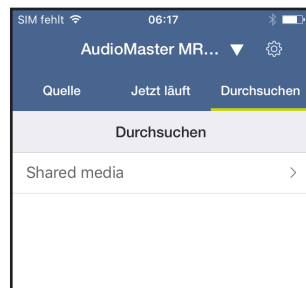 SIM fehlt 06:17
AudioMaster MR... ▼
Quelle Jetzt läuft Durchsuchen
Durchsuchen
Shared media